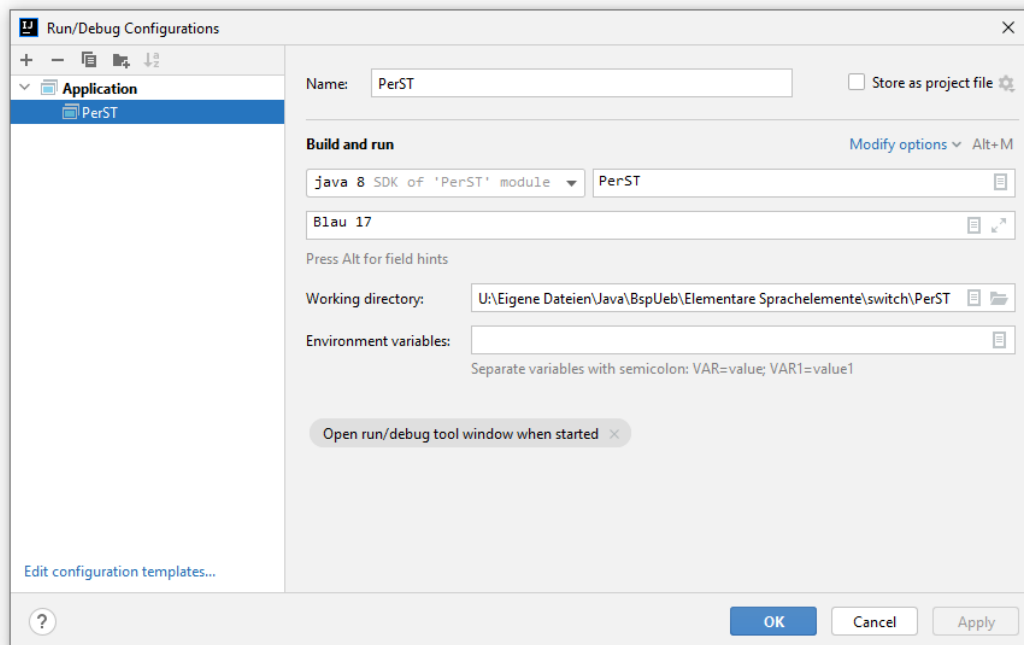 Run/Debug Configurations
Application
PerST
Edit configuration templates...
Name: PerST Store as project file
Build and run Modify options Alt+M
java 8 SDK of 'PerST' module PerST
Blau 17
Press Alt for field hints
Working directory: U:\Eigene Dateien\Java\BspUeb\Elementare Sprachelemente\switch\PerST
Environment variables:
Separate variables with semicolon: VAR=value; VAR1=value1
Open run/debug tool window when started
? OK Cancel Apply